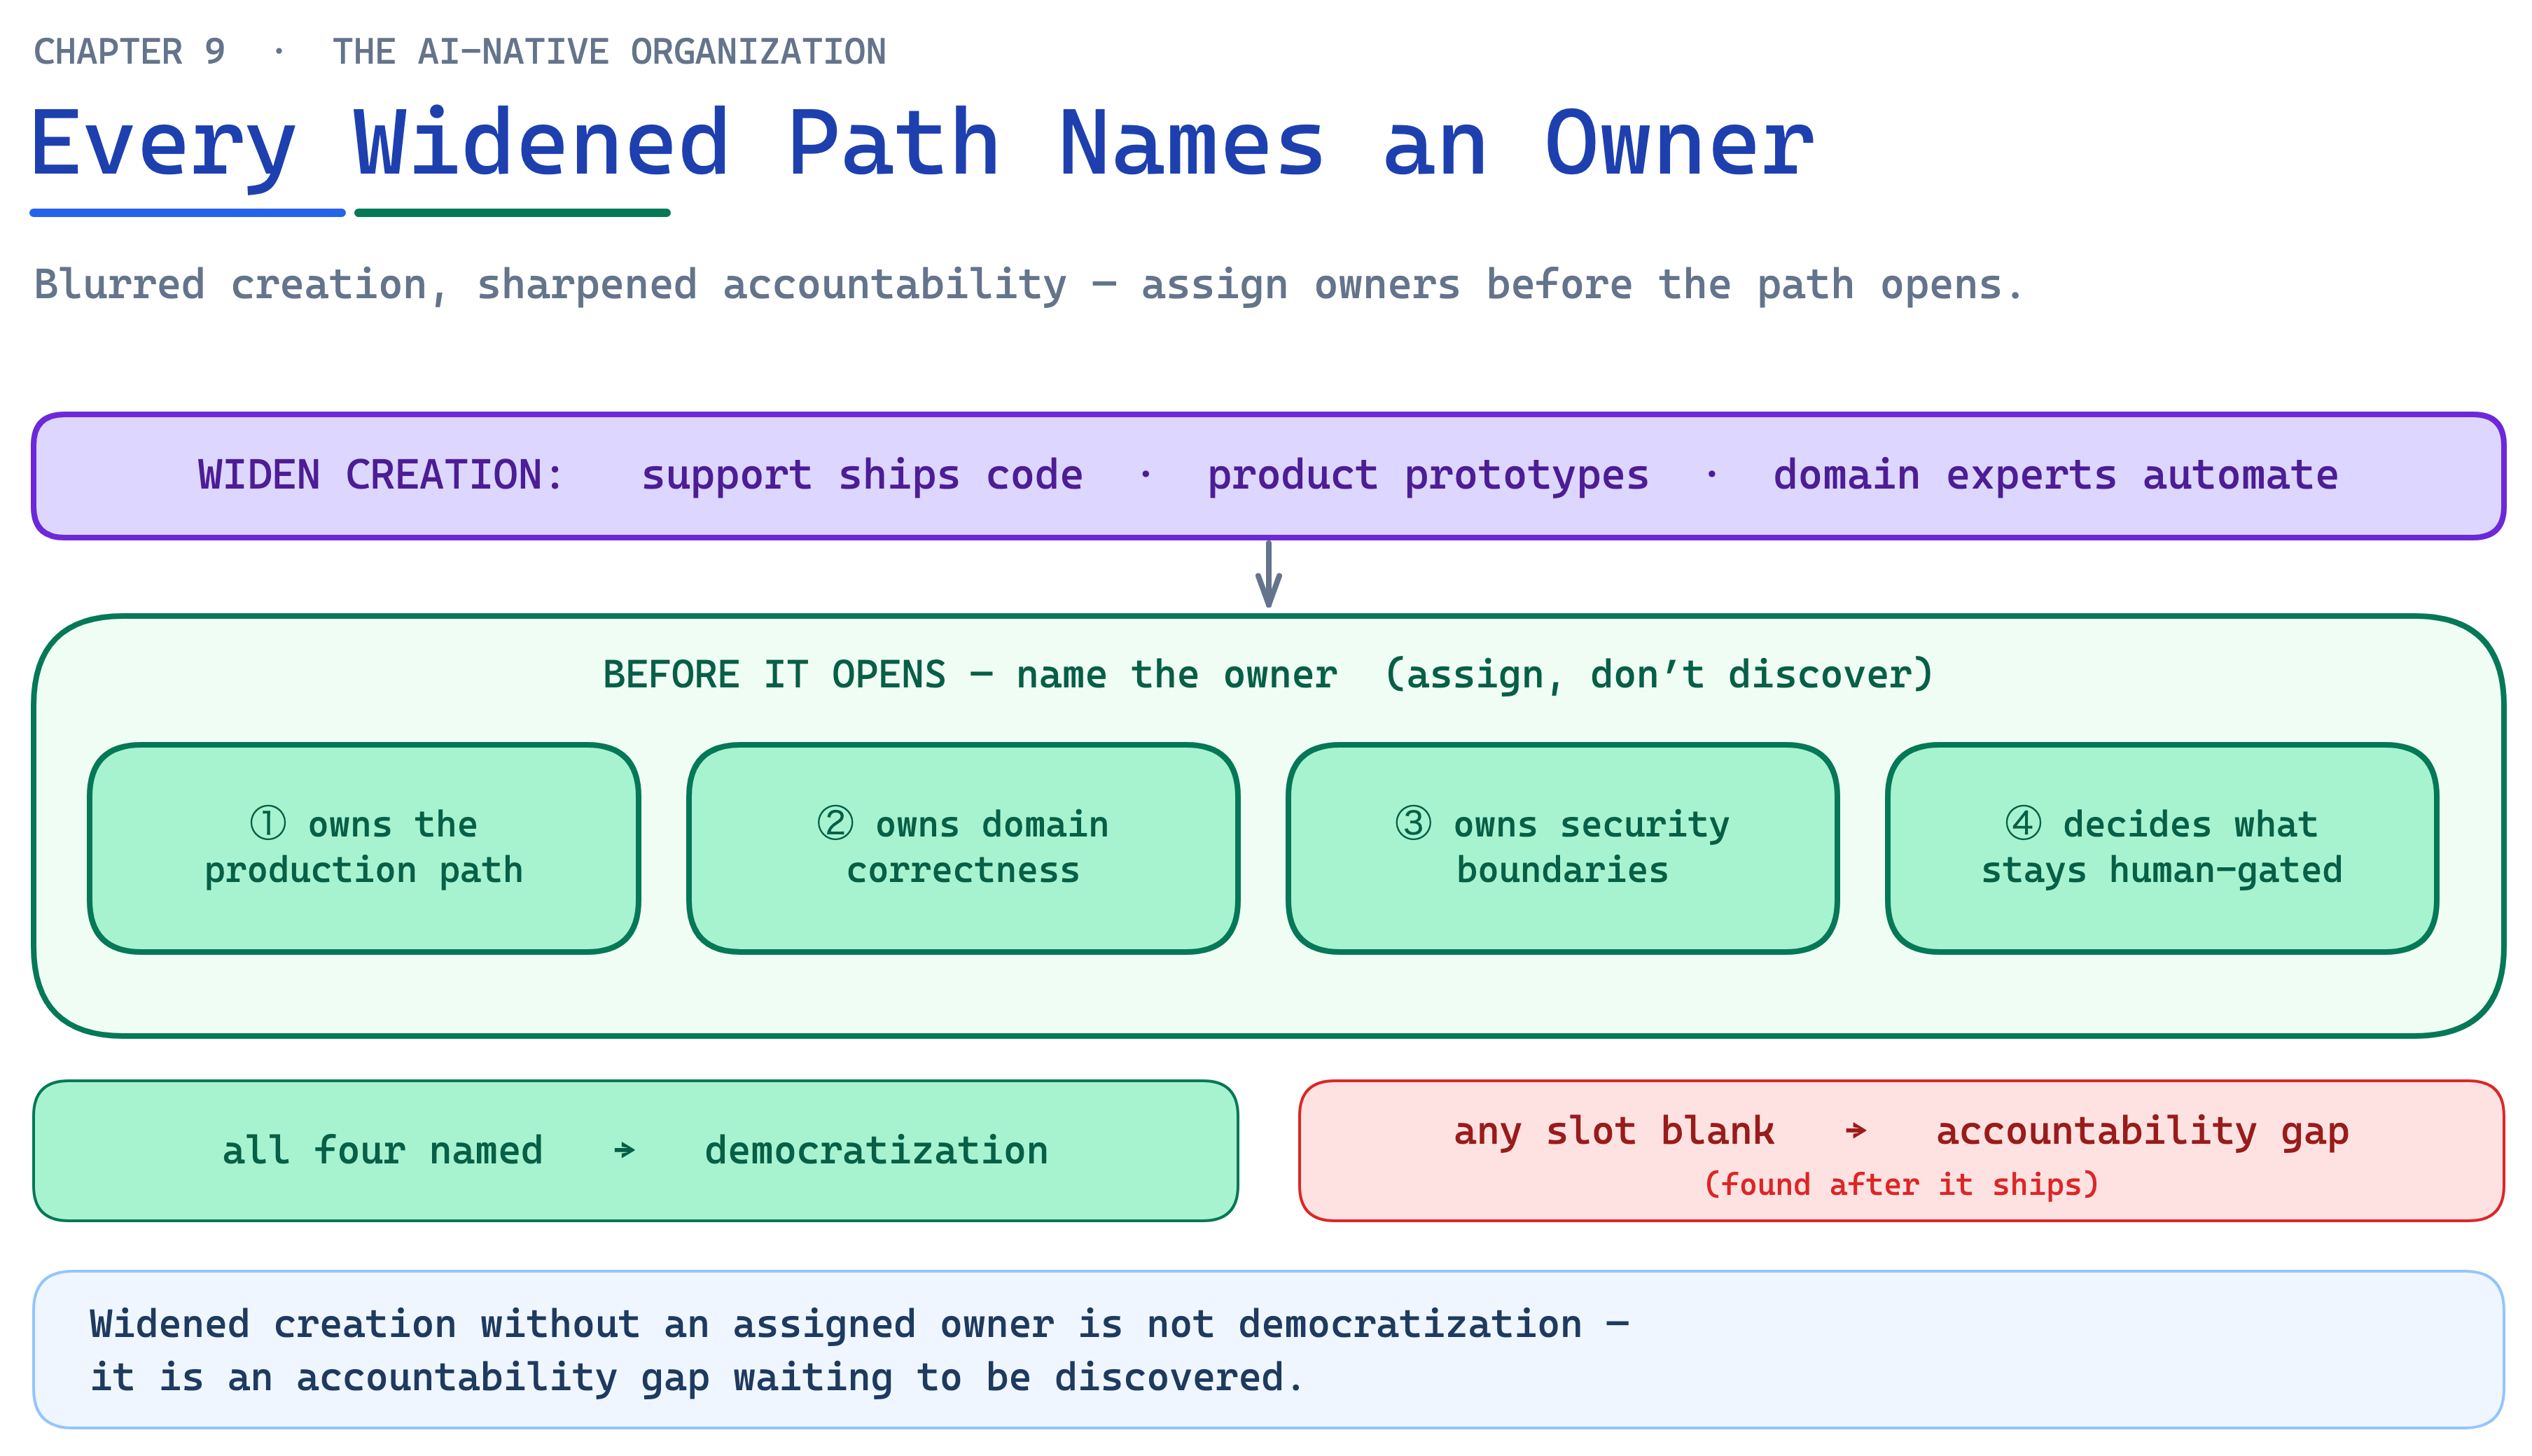 CHAPTER 9 · THE AI–NATIVE ORGANIZATION
Every Widened Path Names an Owner
Blurred creation, sharpened accountability — assign owners before the path opens.
WIDEN CREATION: support ships code · product prototypes · domain experts automate
BEFORE IT OPENS — name the owner (assign, don’t discover)
① owns the
production path
② owns domain
correctness
③ owns security
boundaries
④ decides what
stays human–gated
all four named → democratization
any slot blank → accountability gap
(found after it ships)
Widened creation without an assigned owner is not democratization —
it is an accountability gap waiting to be discovered.